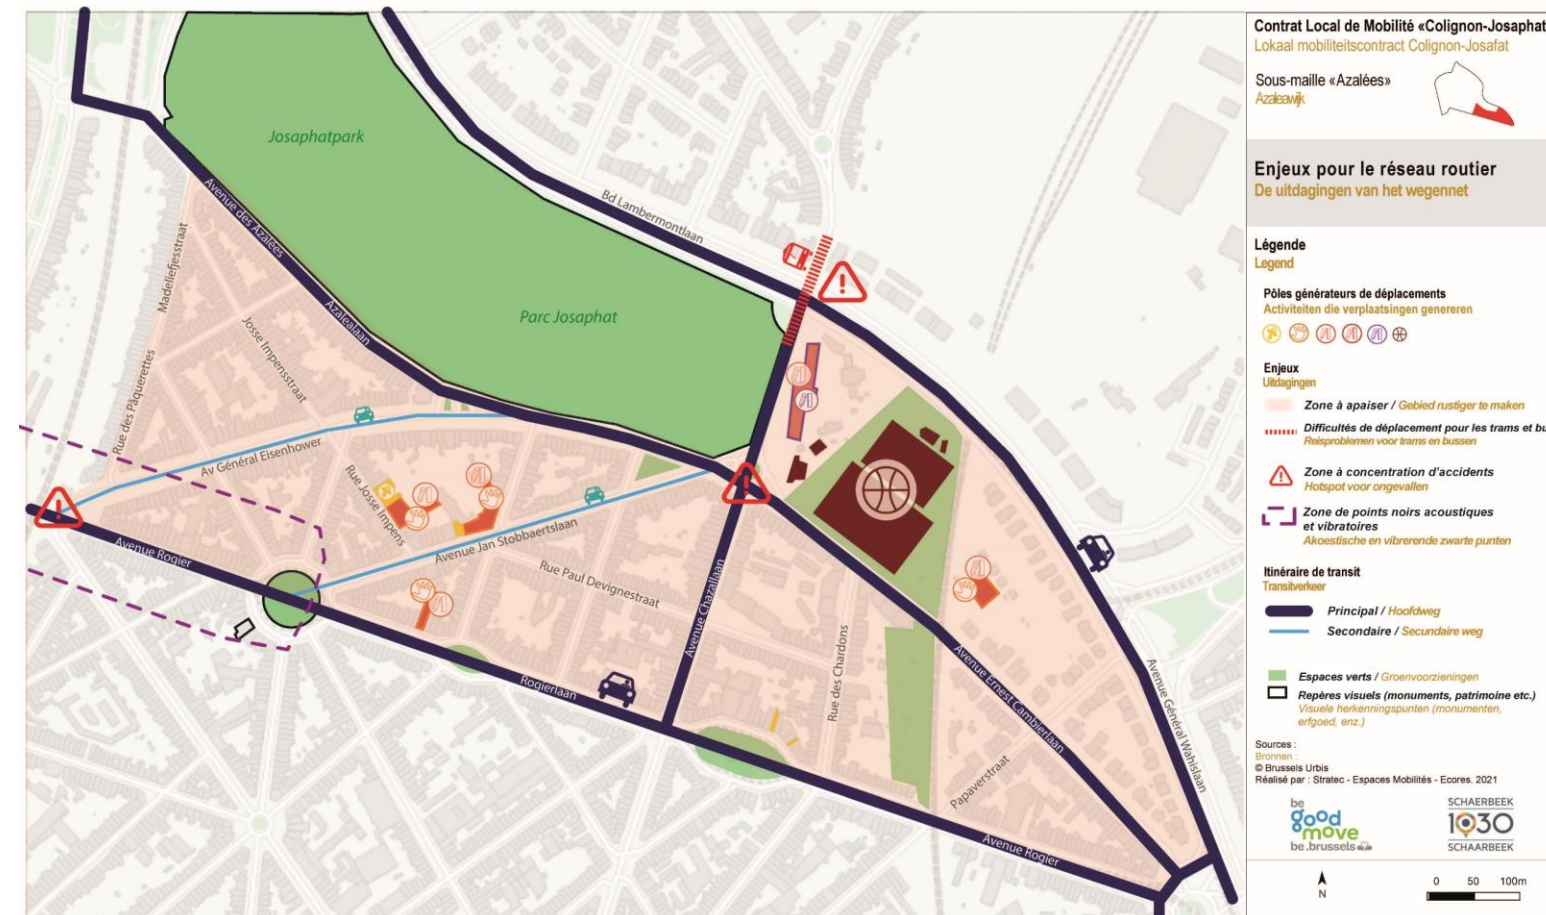 Contrat Local de Mobilité «Colignon-Josaphat
Lokaal mobiliteitscontract Colignon-Josafat
Sous-maille «Azalées»
Azaleawijk
Enjeux pour le réseau routier
De uitdagingen van het wegennet
Légende
Legend
Pôles générateurs de déplacements
Activiteiten die verplaatsingen genereren
Enjeux
Uitdagingen
Zone à apaiser / Gebied rustiger te maken
Difficultés de déplacement pour les trams et bu
Reisproblemen voor trams en bussen
Zone à concentration d'accidents
Hotspot voor ongevallen
Zone de points noirs acoustiques
et vibratoires
Akoestische en vibrerende zwarte punten
Itinéraire de transit
Transitverkeer
Principal / Hoofdweg
Secondaire / Secundaire weg
Espaces verts / Groenvoorzieningen
Repères visuels (monuments, patrimoine etc.)
Visuele herkenningspunten (monumenten,
erfgoed, enz.)
Sources :
Bronnen :
© Brussels Urbis
Réalisé par : Stratec - Espaces Mobilités - Ecores. 2021
be
good
move
be.brussels
SCHAERBEEK
1030
SCHAARBEEK
N
0 50 100m
Josaphatpark
Parc Josaphat
Bd Lambermontlaan
Avenue des Azalées
Azalealaan
Madeliefjesstraat
Rue des Pâquerettes
Josse Impensstraat
Av Général Eisenhower
Rue Josse Impens
Avenue Jan Stobbaertslaan
Rue Paul Devignestraat
Avenue Rogier
Rogierlaan
Avenue Chazallaan
Rue des Chardons
Avenue Ernest Cambierlaan
Avenue Général Wahislaan
Papaverstraat
Avenue Rogier